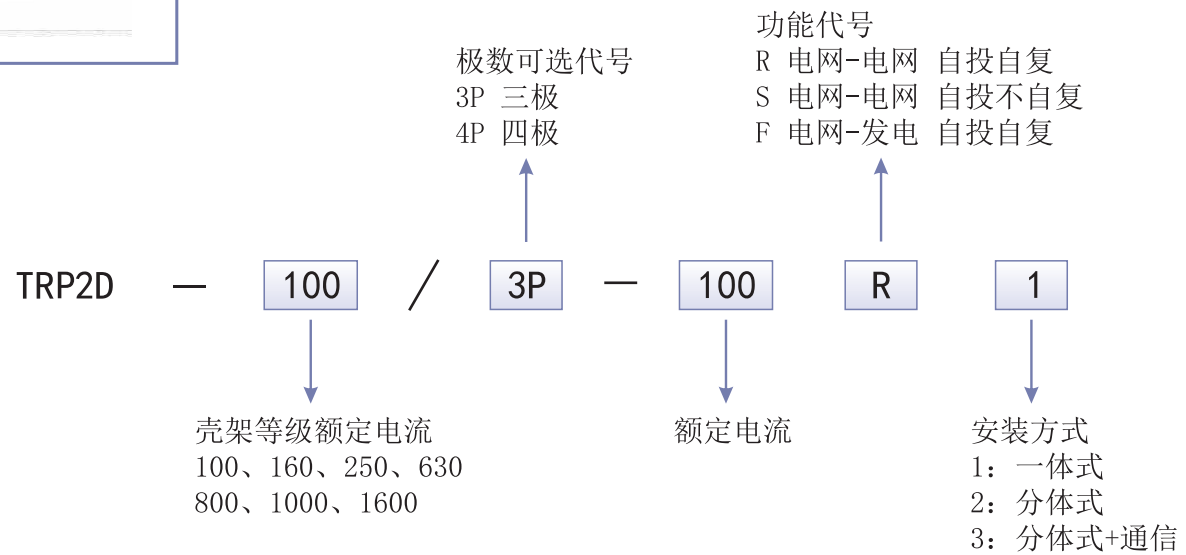 极数可选代号
3P 三极
4P 四极
功能代号
R 电网-电网 自投自复
S 电网-电网 自投不自复
F 电网-发电 自投自复
TRP2D — 100 / 3P — 100 R 1
壳架等级额定电流
100、160、250、630
800、1000、1600
额定电流
安装方式
1：一体式
2：分体式
3：分体式+通信